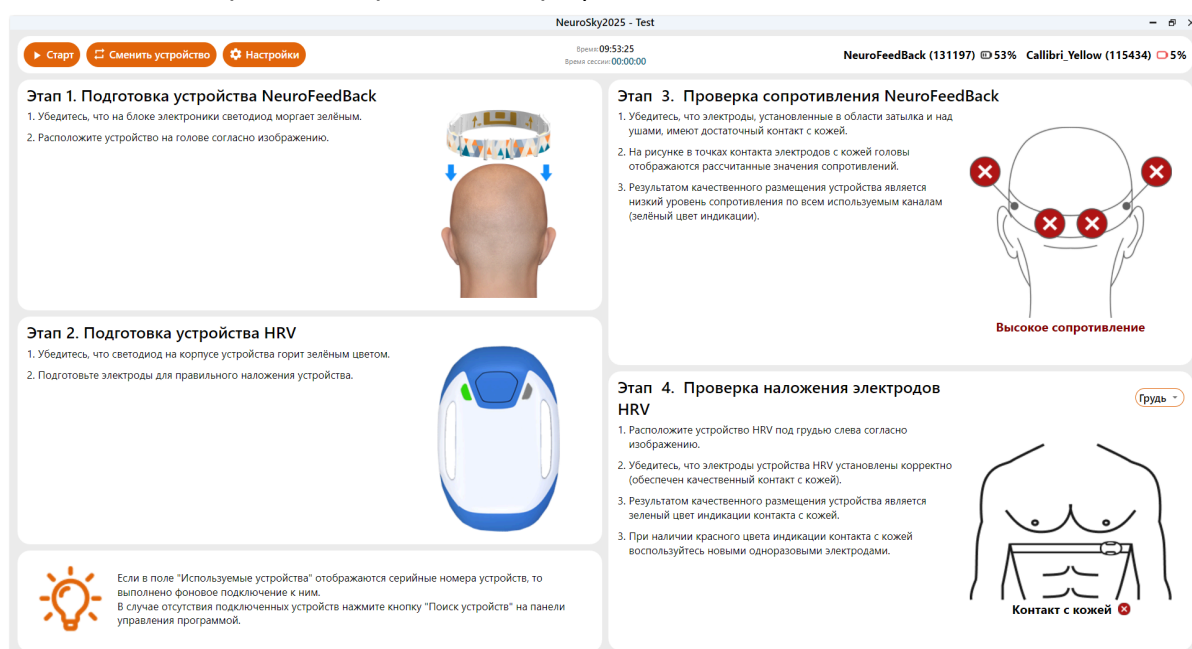 NeuroSky2025 - Test
Старт
Сменить устройство
Настройки
Время:09:53:25
Время сессии:00:00:00
NeuroFeedBack (131197) 53% Callibri_Yellow (115434) 5%
Этап 1. Подготовка устройства NeuroFeedBack
1. Убедитесь, что на блоке электроники светодиод моргает зелёным.
2. Расположите устройство на голове согласно изображению.
Этап 2. Подготовка устройства HRV
1. Убедитесь, что светодиод на корпусе устройства горит зелёным цветом.
2. Подготовьте электроды для правильного наложения устройства.
Если в поле "Используемые устройства" отображаются серийные номера устройств, то
выполнено фоновое подключение к ним.
В случае отсутствия подключенных устройств нажмите кнопку "Поиск устройств" на панели
управления программой.
Этап 3. Проверка сопротивления NeuroFeedBack
1. Убедитесь, что электроды, установленные в области затылка и над
ушами, имеют достаточный контакт с кожей.
2. На рисунке в точках контакта электродов с кожей головы
отображаются рассчитанные значения сопротивлений.
3. Результатом качественного размещения устройства является
низкий уровень сопротивления по всем используемым каналам
(зелёный цвет индикации).
Высокое сопротивление
Этап 4. Проверка наложения электродов
HRV
Грудь
1. Расположите устройство HRV под грудью слева согласно
изображению.
2. Убедитесь, что электроды устройства HRV установлены корректно
(обеспечен качественный контакт с кожей).
3. Результатом качественного размещения устройства является
зеленый цвет индикации контакта с кожей.
3. При наличии красного цвета индикации контакта с кожей
воспользуйтесь новыми одноразовыми электродами.
Контакт с кожей